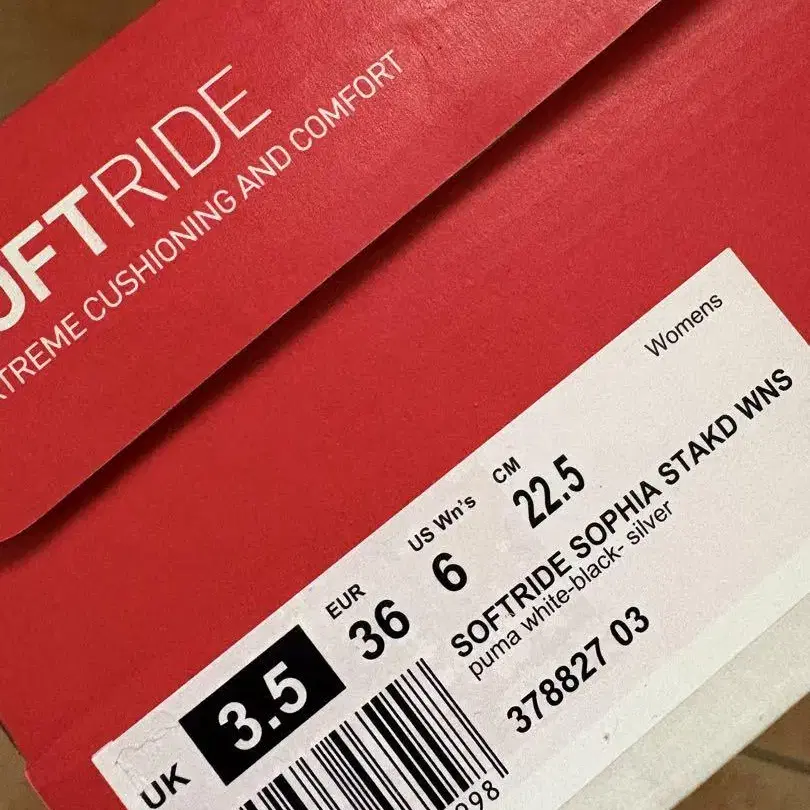 OFTRIDE
TREME CUSHIONING AND COMFORT
Womens
UK 3.5
EUR 36
US Wn's 6
CM 22.5
SOFTRIDE SOPHIA STAKD WNS
puma white-black- silver
378827 03
298